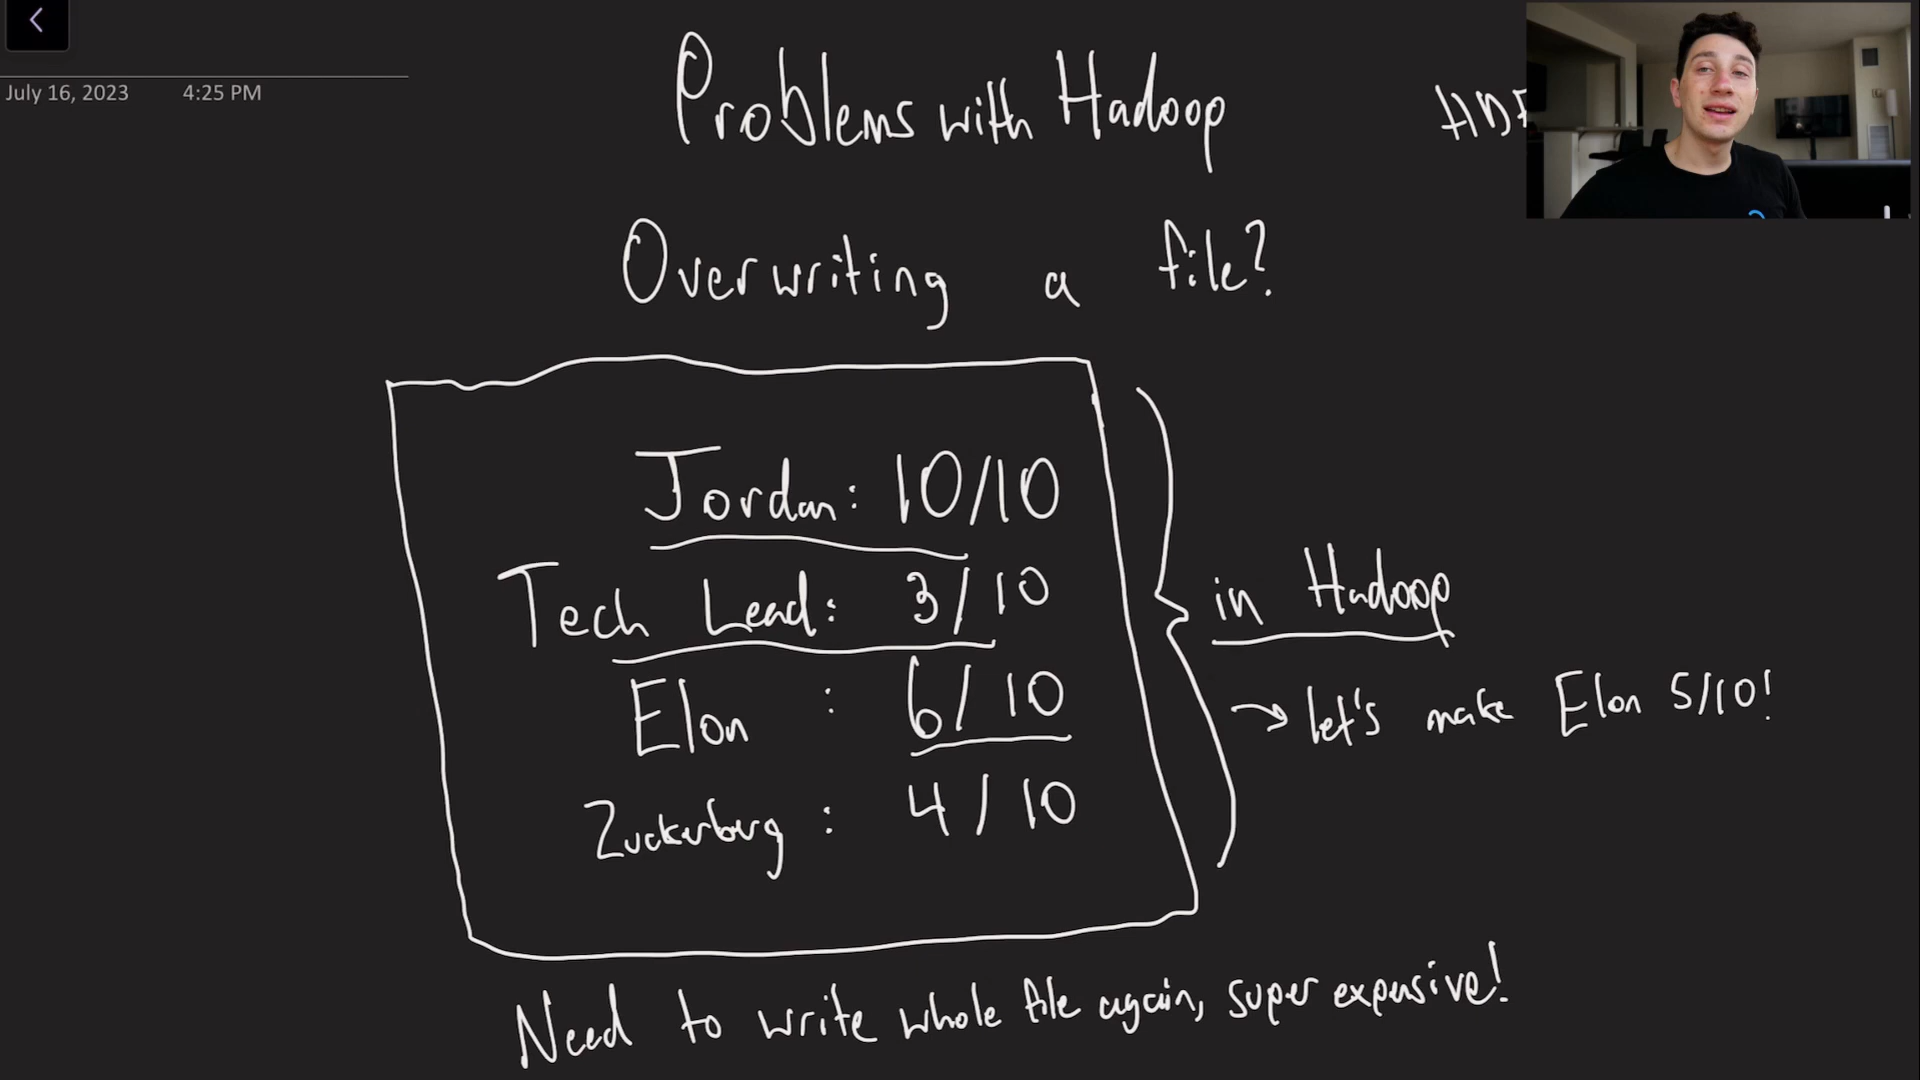 July 16, 2023 4:25 PM
Problems with Hadoop
Overwriting a file?
Jordan: 10/10
Tech Lead: 3/10
Elon : 6/10
Zuckerberg : 4/10
in Hadoop
→ let's make Elon 5/10!
Need to write whole file again, super expensive!